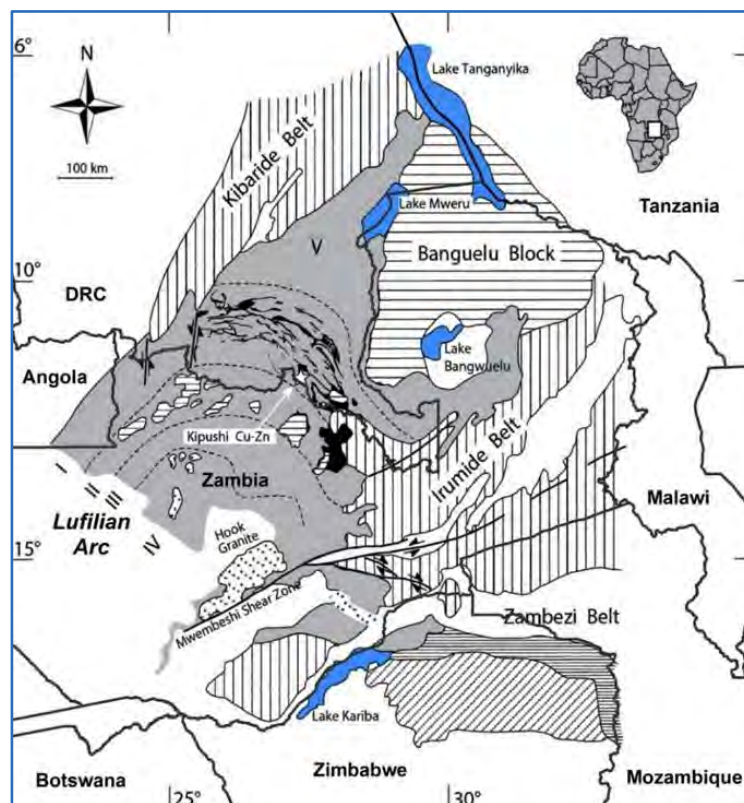 6°
N
Lake Tanganyika
100 km
Kibaride Belt
Lake Mweru
Tanzania
V
Banguelu Block
10°
DRC
Lake
Bangwuelu
Angola
Kipushi Cu-Zn
Irumide Belt
I
II
III
IV
Zambia
Malawi
Lufilian
Arc
Hook
Granite
15°
Mwembeshi Shear Zone
Zambezi Belt
Lake Kariba
Botswana
Zimbabwe
Mozambique
25°
30°